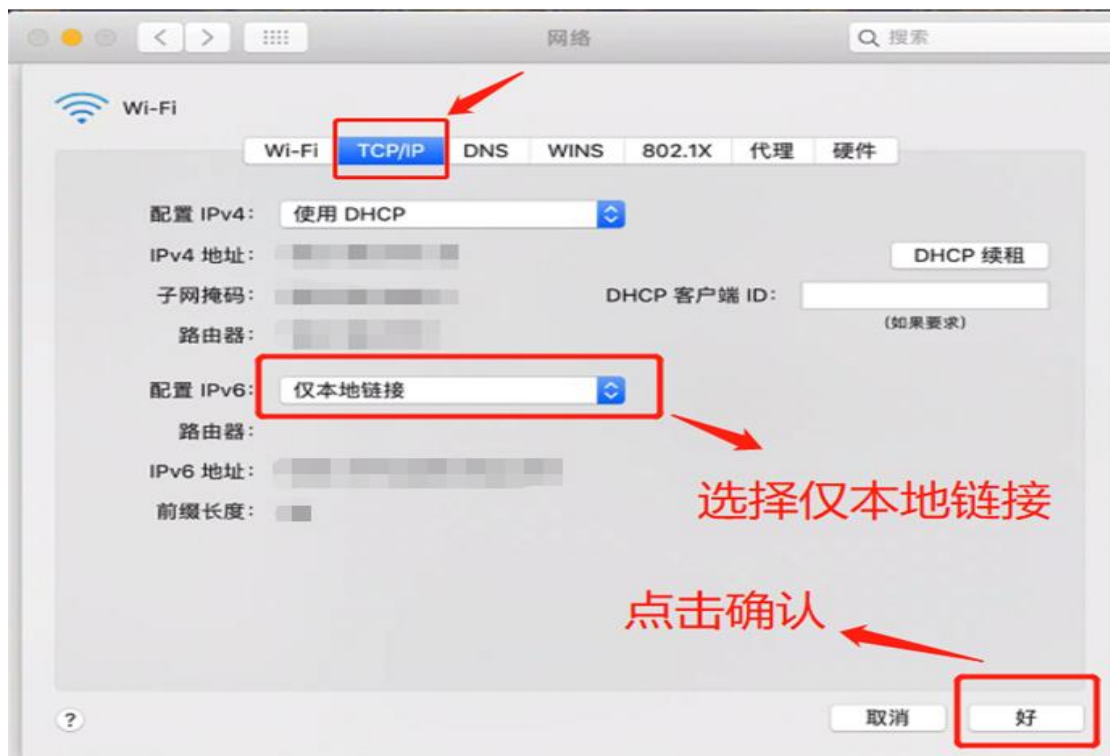 网络
搜索
Wi-Fi
Wi-Fi TCP/IP DNS WINS 802.1X 代理 硬件
配置 IPv4： 使用 DHCP
IPv4 地址： DHCP 续租
子网掩码： DHCP 客户端 ID：
(如果要求)
路由器：
配置 IPv6： 仅本地链接
路由器：
IPv6 地址：
前缀长度：
选择仅本地链接
点击确认
? 取消 好